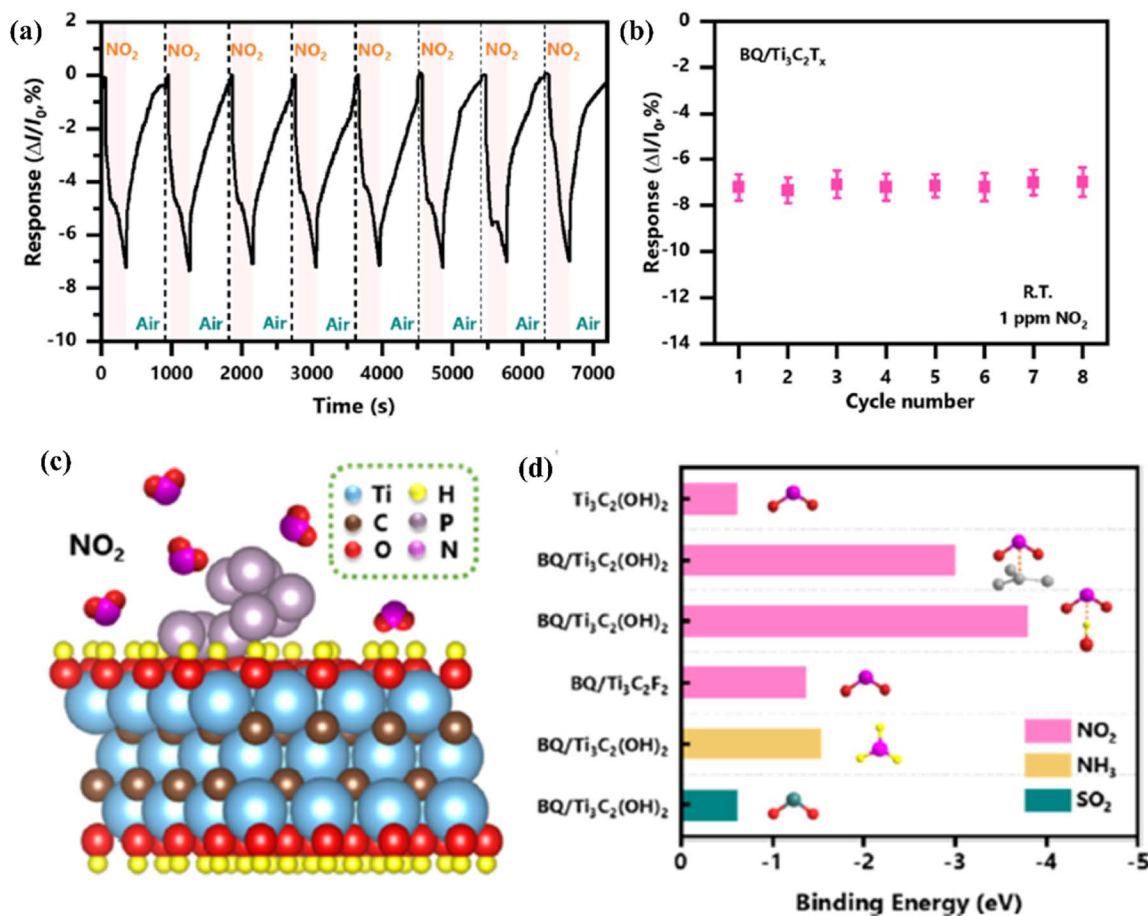 (a)
2
0
-2
-4
-6
-8
-10
Response (ΔI/I₀,%)
NO₂ NO₂ NO₂ NO₂ NO₂ NO₂ NO₂ NO₂
Air Air Air Air Air Air Air Air
0 1000 2000 3000 4000 5000 6000 7000
Time (s)
(b)
0
-2
-4
-6
-8
-10
-12
-14
Response (ΔI/I₀,%)
BQ/Ti₃C₂Tₓ
R.T.
1 ppm NO₂
1 2 3 4 5 6 7 8
Cycle number
(c)
NO₂
Ti H
C P
O N
(d)
Ti₃C₂(OH)₂
BQ/Ti₃C₂(OH)₂
BQ/Ti₃C₂(OH)₂
BQ/Ti₃C₂F₂
BQ/Ti₃C₂(OH)₂
BQ/Ti₃C₂(OH)₂
NO₂
NH₃
SO₂
0 -1 -2 -3 -4 -5
Binding Energy (eV)